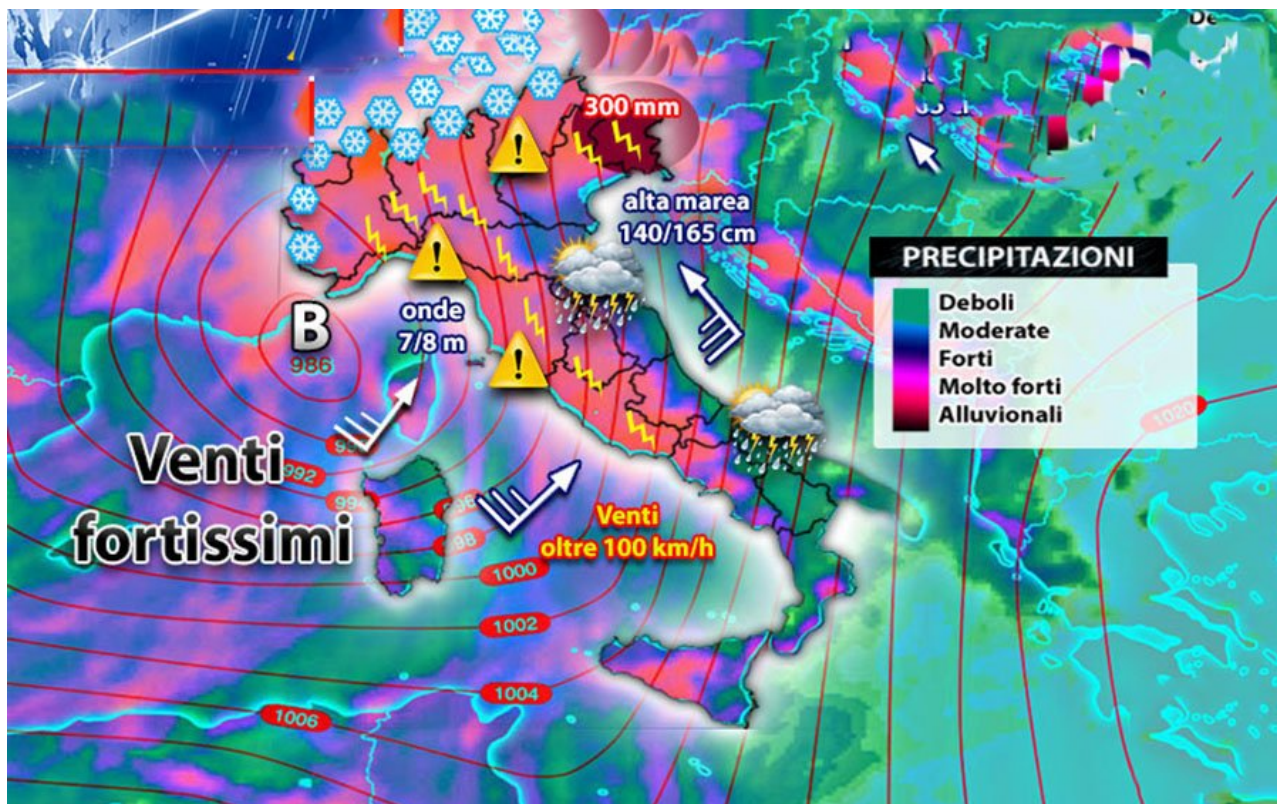 De
300 mm
alta marea
140/165 cm
PRECIPITAZIONI
Deboli
Moderate
Forti
Molto forti
Alluvionali
B
986
onde
7/8 m
1020
Venti
fortissimi
992
994
996
998
Venti
oltre 100 km/h
1000
1002
1004
1006